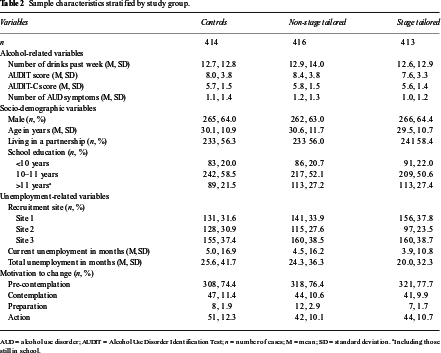 Table 2 Sample characteristics stratified by study group.
Variables Controls Non-stage tailored Stage tailored
n 414 416 413
Alcohol-related variables
Number of drinks past week (M, SD) 12.7, 12.8 12.9, 14.0 12.6, 12.9
AUDIT score (M, SD) 8.0, 3.8 8.4, 3.8 7.6, 3.3
AUDIT-C score (M, SD) 5.7, 1.5 5.8, 1.5 5.6, 1.4
Number of AUD symptoms (M, SD) 1.1, 1.4 1.2, 1.3 1.0, 1.2
Socio-demographic variables
Male (n, %) 265, 64.0 262, 63.0 266, 64.4
Age in years (M, SD) 30.1, 10.9 30.6, 11.7 29.5, 10.7
Living in a partnership (n, %) 233, 56.3 233 56.0 241 58.4
School education (n, %)
<10 years 83, 20.0 86, 20.7 91, 22.0
10–11 years 242, 58.5 217, 52.1 209, 50.6
>11 yearsᵃ 89, 21.5 113, 27.2 113, 27.4
Unemployment-related variables
Recruitment site (n, %)
Site 1 131, 31.6 141, 33.9 156, 37.8
Site 2 128, 30.9 115, 27.6 97, 23.5
Site 3 155, 37.4 160, 38.5 160, 38.7
Current unemployment in months (M,SD) 5.0, 16.9 4.5, 16.2 3.9, 10.8
Total unemployment in months (M, SD) 25.6, 41.7 24.3, 36.3 20.0, 32.3
Motivation to change (n, %)
Pre-contemplation 308, 74.4 318, 76.4 321, 77.7
Contemplation 47, 11.4 44, 10.6 41, 9.9
Preparation 8, 1.9 12, 2.9 7, 1.7
Action 51, 12.3 42, 10.1 44, 10.7
AUD = alcohol use disorder; AUDIT = Alcohol Use Disorder Identification Test; n = number of cases; M = mean; SD = standard deviation. ᵃIncluding those
still in school.